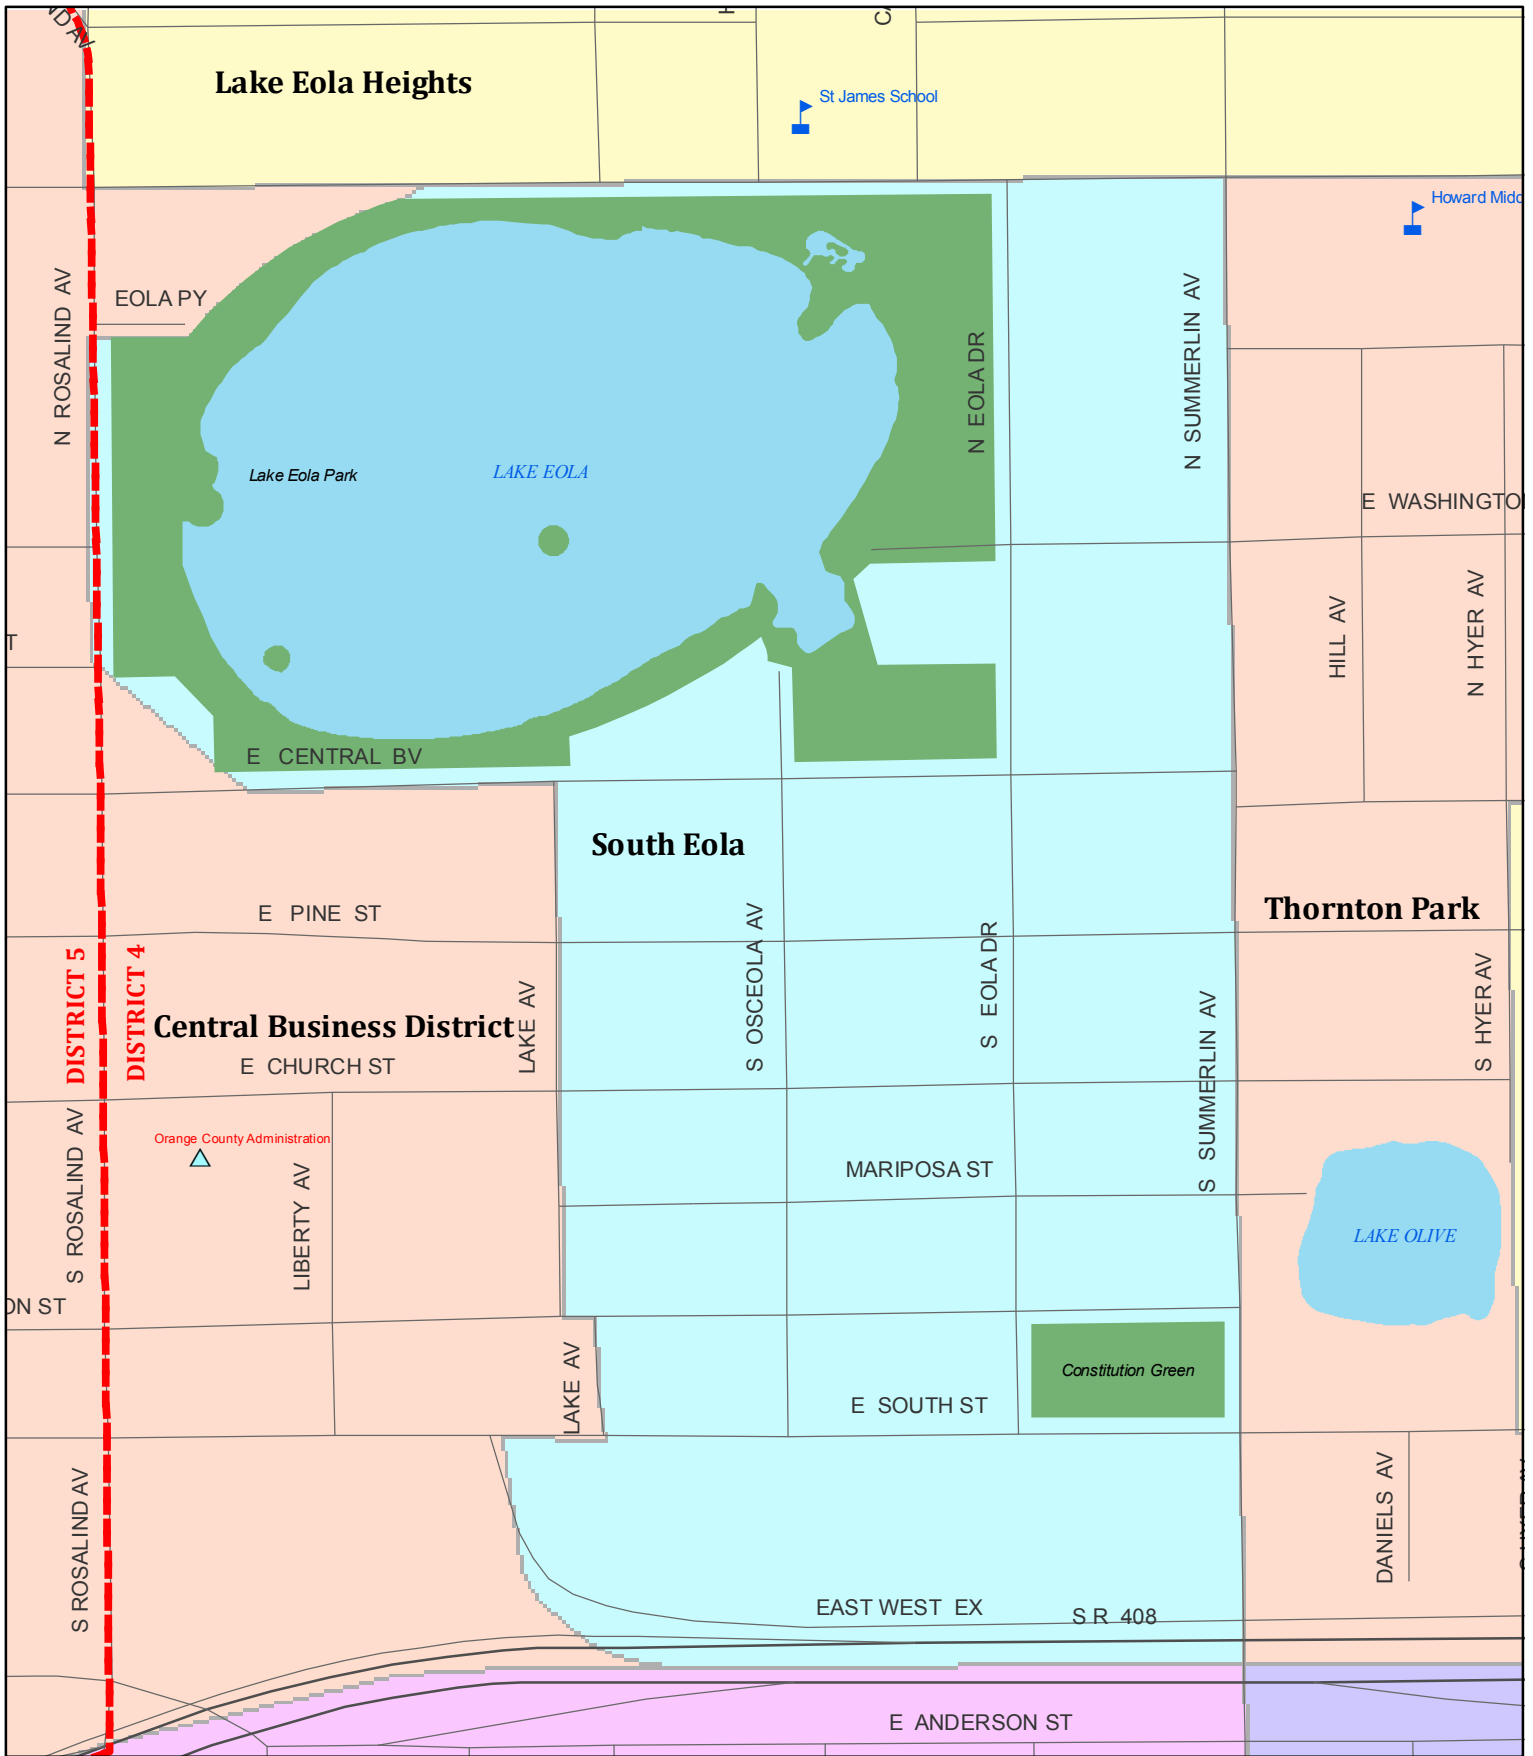 ND AV
Lake Eola Heights
St James School
Howard Midd
EOLA PY
N ROSALIND AV
N EOLA DR
N SUMMERLIN AV
Lake Eola Park
LAKE EOLA
E WASHINGTO
HILL AV
N HYER AV
T
E CENTRAL BV
South Eola
E PINE ST
Thornton Park
S OSCEOLA AV
S EOLA DR
DISTRICT 5
DISTRICT 4
Central Business District
LAKE AV
E CHURCH ST
S SUMMERLIN AV
S HYER AV
Orange County Administration
S ROSALIND AV
LIBERTY AV
MARIPOSA ST
LAKE OLIVE
ON ST
LAKE AV
Constitution Green
E SOUTH ST
S ROSALIND AV
DANIELS AV
EAST WEST EX
S R 408
E ANDERSON ST